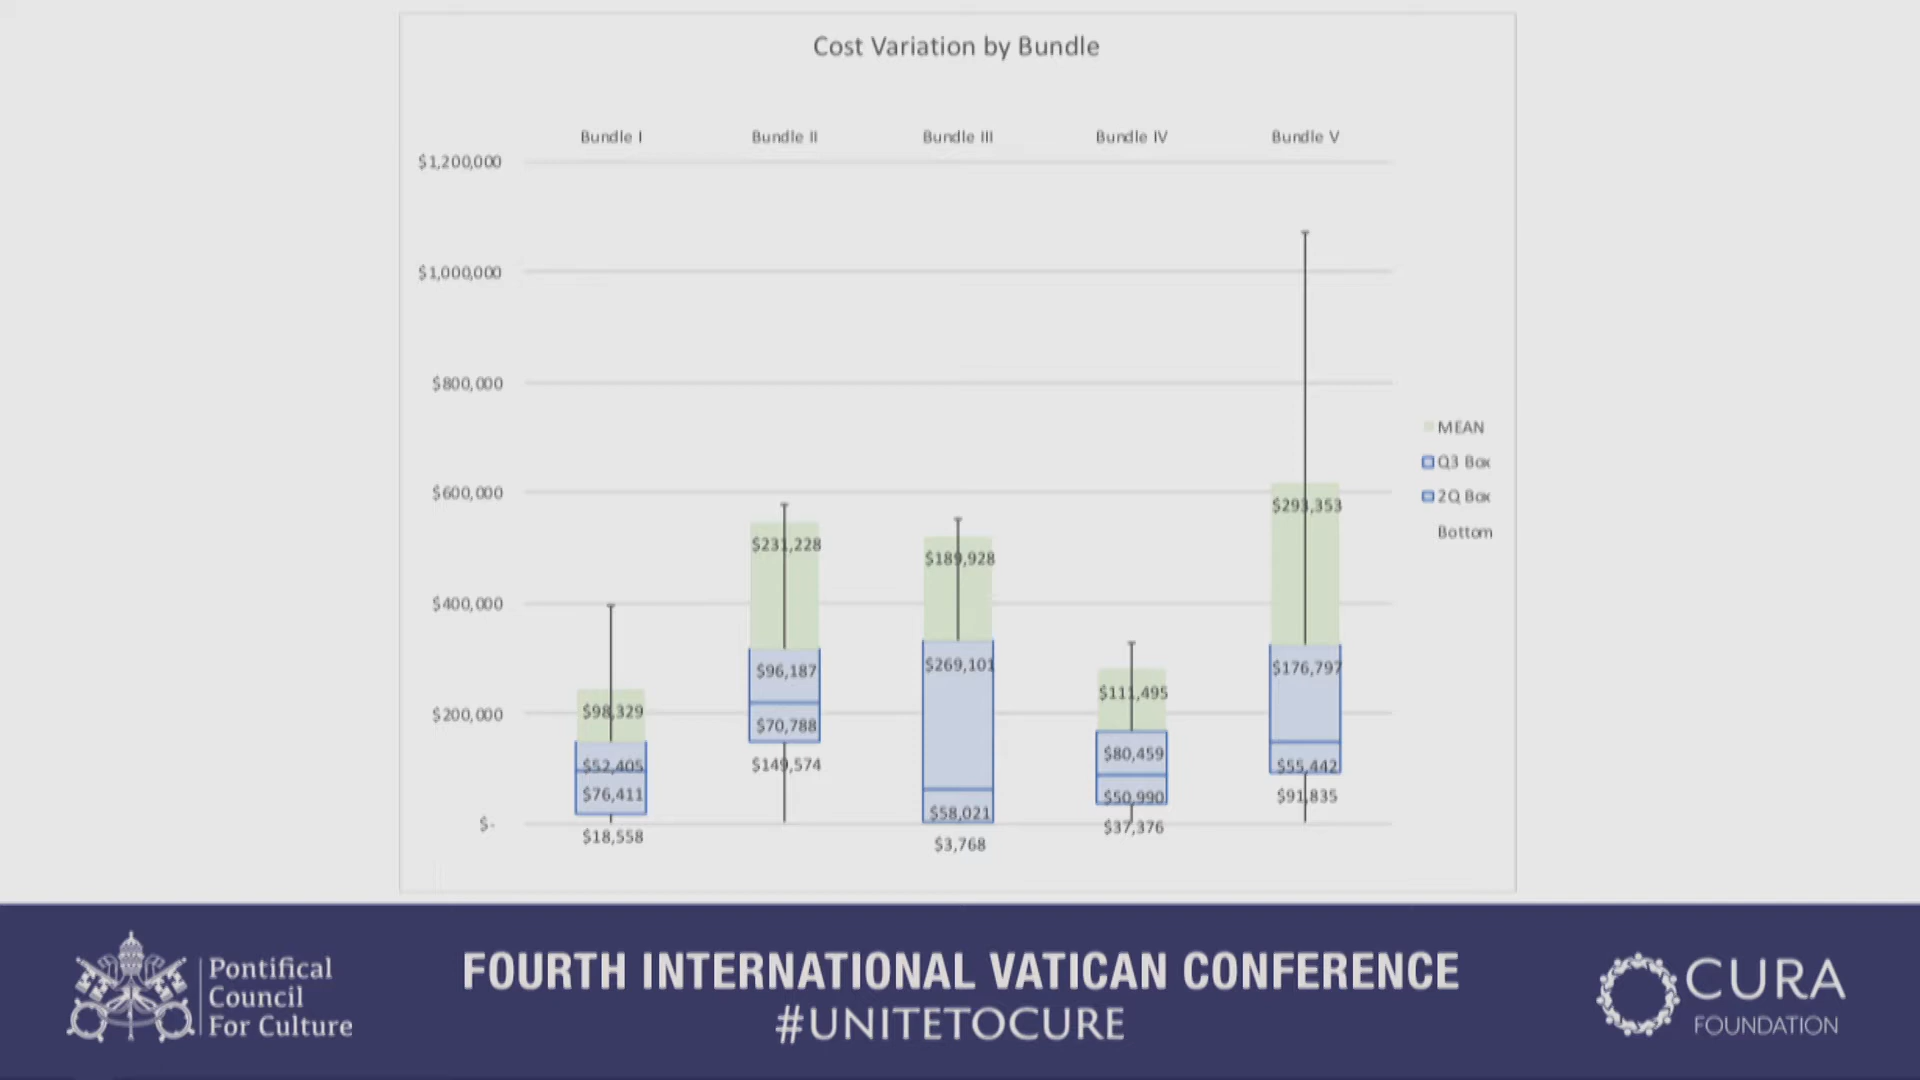 Cost Variation by Bundle
Bundle I
Bundle II
Bundle III
Bundle IV
Bundle V
$1,200,000
$1,000,000
$800,000
$600,000
$400,000
$200,000
$-
$98,329
$52,405
$76,411
$18,558
$231,228
$96,187
$70,788
$149,574
$189,928
$269,101
$58,021
$3,768
$111,495
$80,459
$50,990
$37,376
$293,353
$176,797
$55,442
$91,835
MEAN
Q3 Box
2Q Box
Bottom
Pontifical
Council
For Culture
FOURTH INTERNATIONAL VATICAN CONFERENCE
#UNITETOCURE
CURA
FOUNDATION